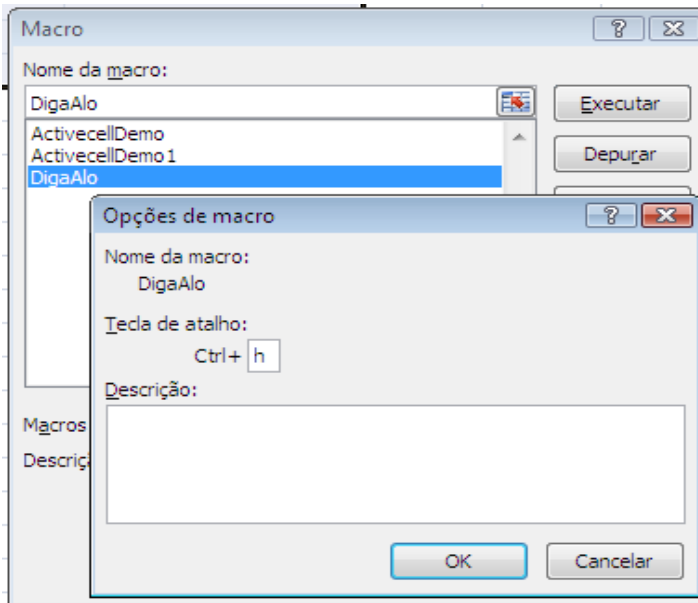 Macro
Nome da macro:
DigaAlo
Executar
ActivecellDemo
ActivecellDemo1
DigaAlo
Depurar
Opções de macro
Nome da macro:
DigaAlo
Tecla de atalho:
Ctrl+ h
Descrição:
Macros
Descriç
OK
Cancelar